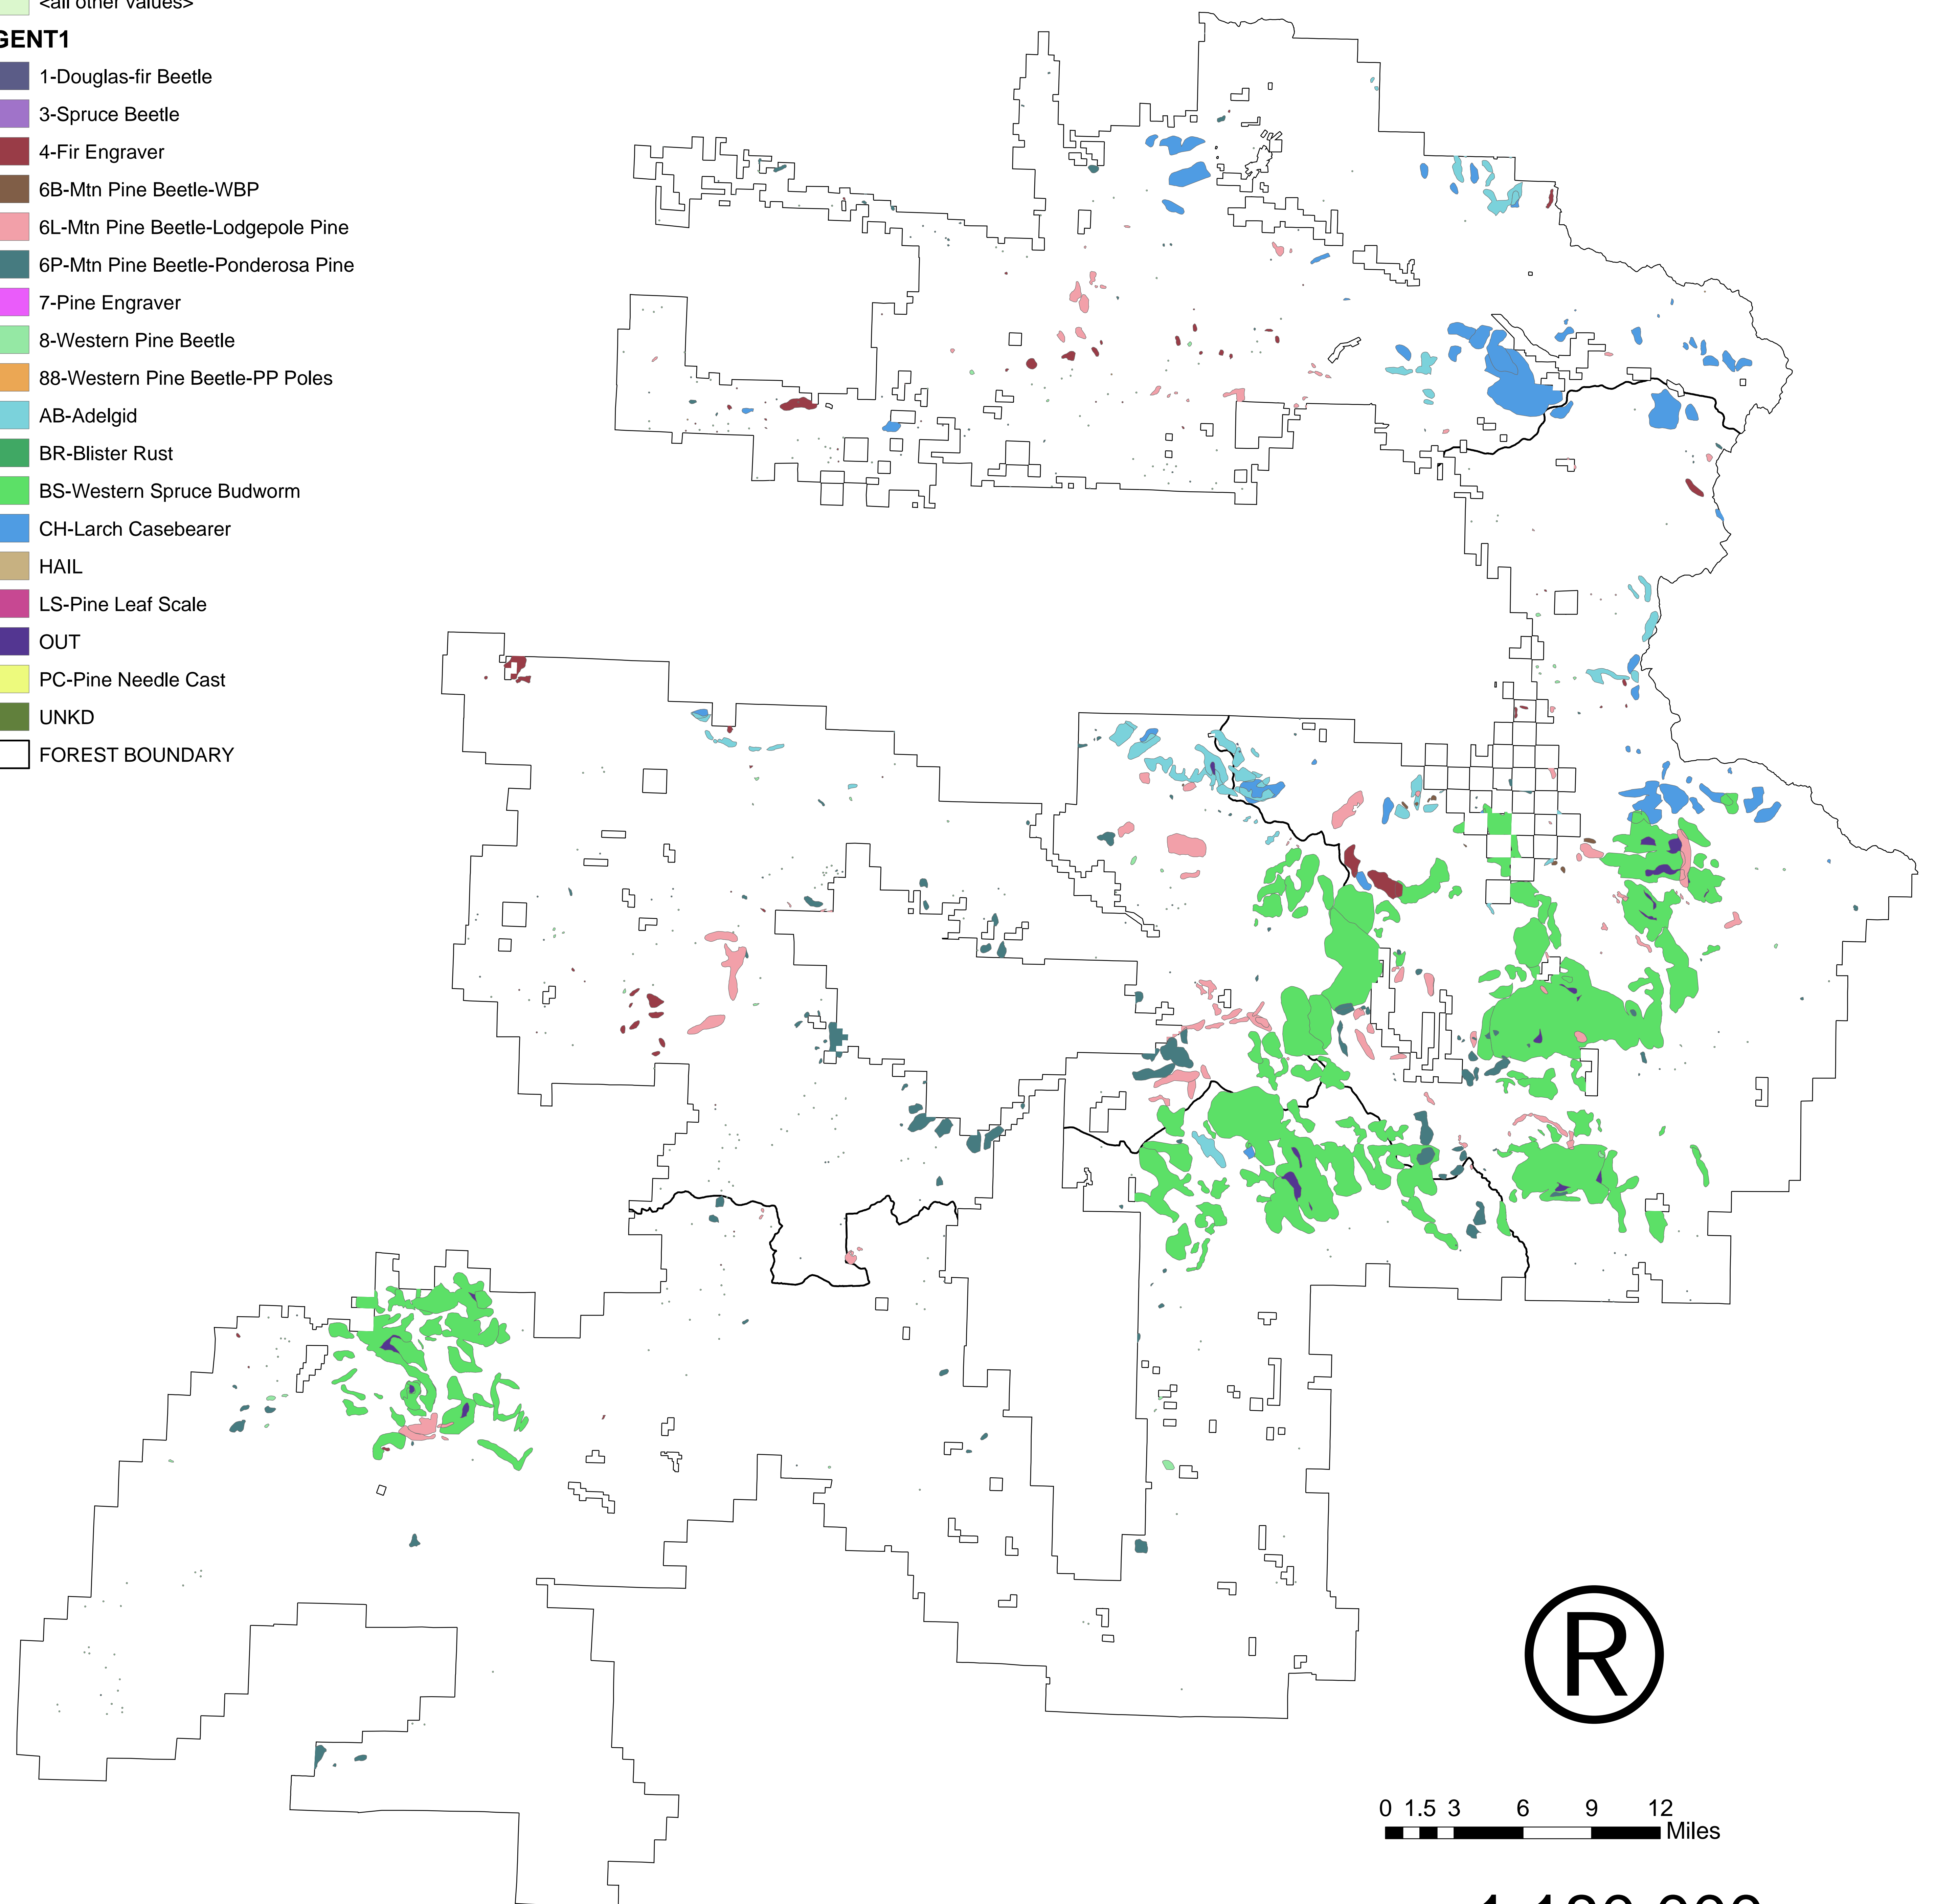 <all other values>
GENT1
1-Douglas-fir Beetle
3-Spruce Beetle
4-Fir Engraver
6B-Mtn Pine Beetle-WBP
6L-Mtn Pine Beetle-Lodgepole Pine
6P-Mtn Pine Beetle-Ponderosa Pine
7-Pine Engraver
8-Western Pine Beetle
88-Western Pine Beetle-PP Poles
AB-Adelgid
BR-Blister Rust
BS-Western Spruce Budworm
CH-Larch Casebearer
HAIL
LS-Pine Leaf Scale
OUT
PC-Pine Needle Cast
UNKD
FOREST BOUNDARY
®
0 1.5 3 6 9 12
Miles